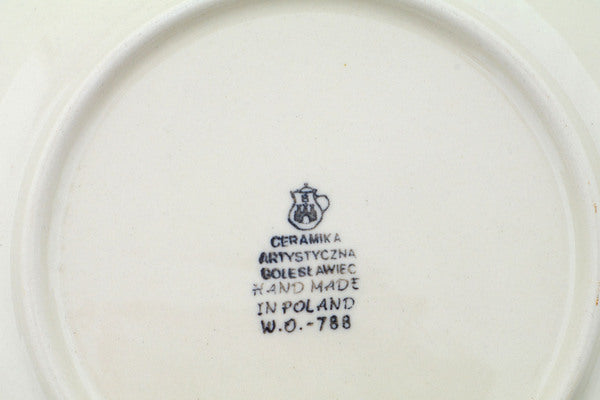 CERAMIKA
ARTYSTYCZNA
BOLESŁAWIEC
HAND MADE
IN POLAND
W.O.-788